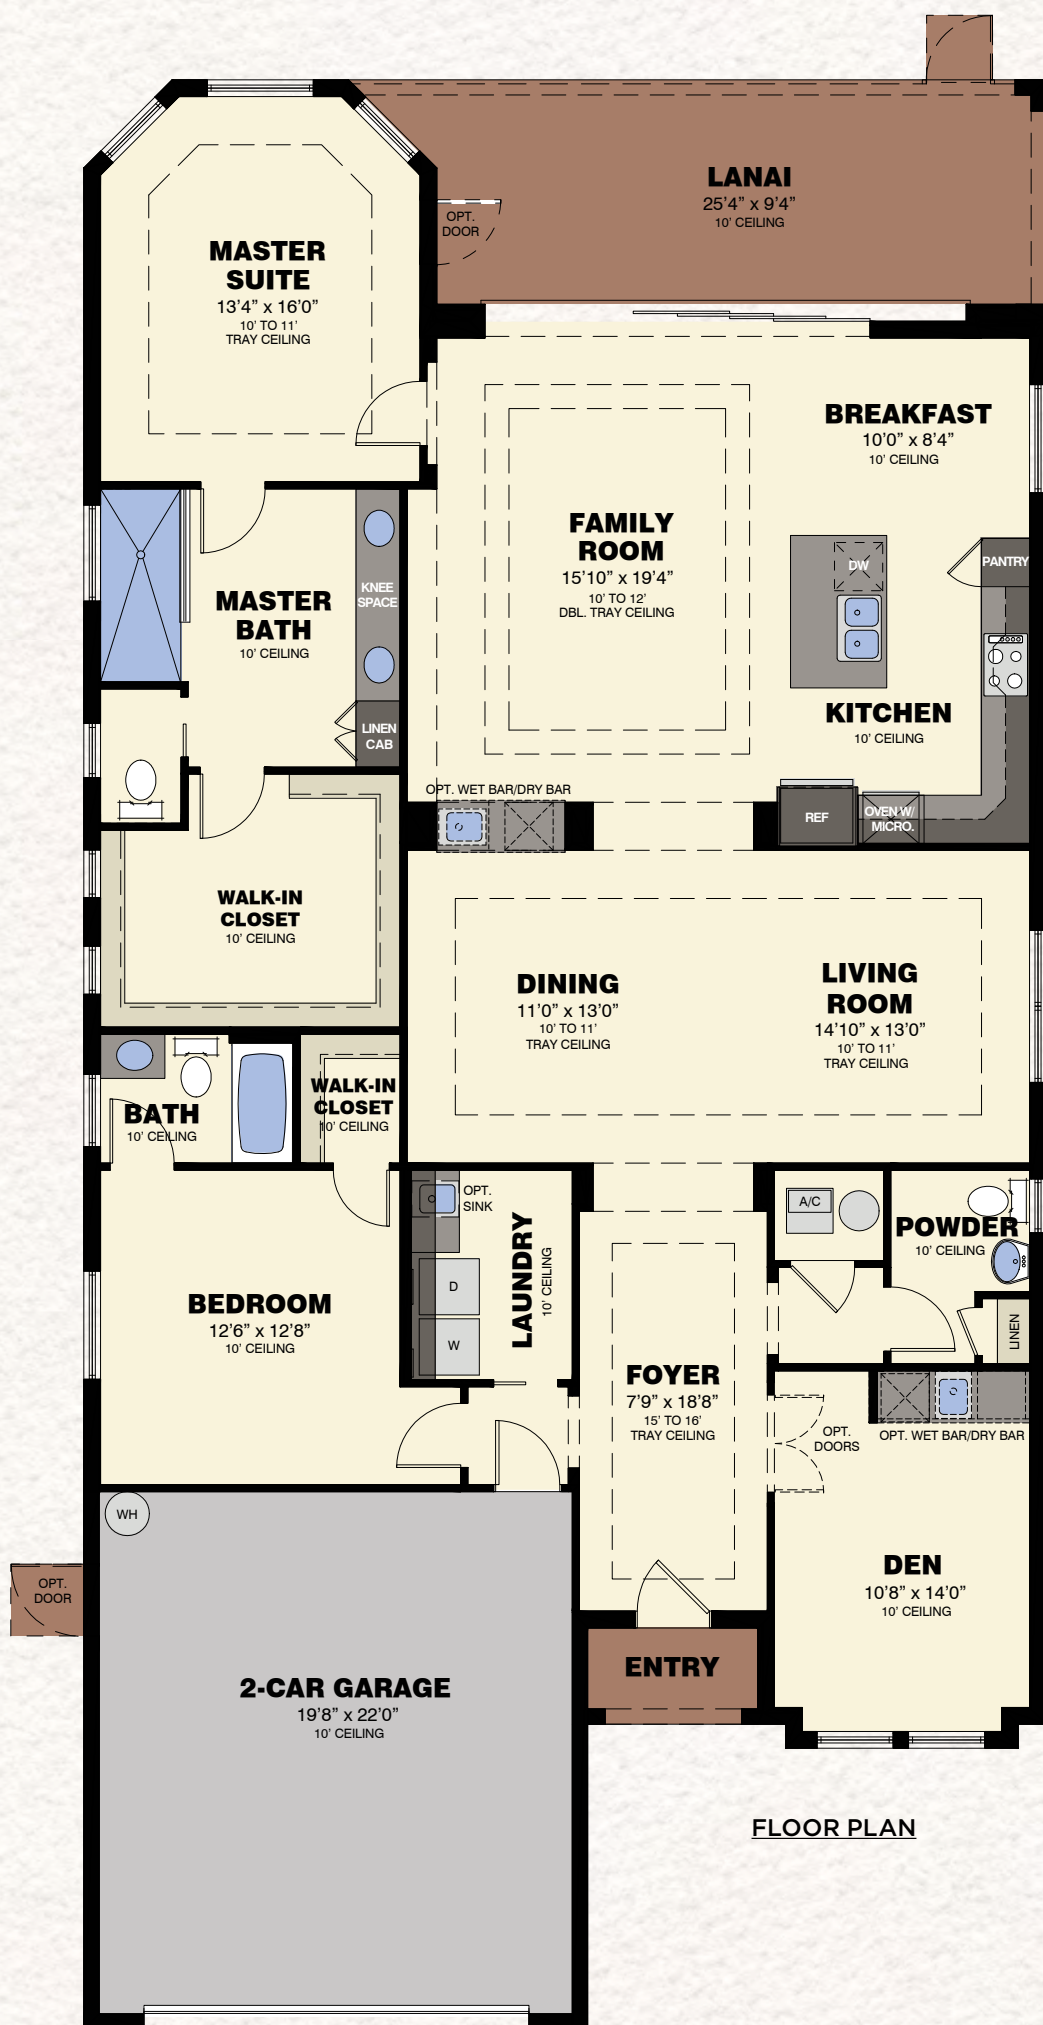 LANAI
25'4" x 9'4"
10' CEILING
OPT.
DOOR
MASTER
SUITE
13'4" x 16'0"
10' TO 11'
TRAY CEILING
BREAKFAST
10'0" x 8'4"
10' CEILING
FAMILY
ROOM
15'10" x 19'4"
10' TO 12'
DBL. TRAY CEILING
DW
PANTRY
KNEE
SPACE
MASTER
BATH
10' CEILING
LINEN
CAB
KITCHEN
10' CEILING
OPT. WET BAR/DRY BAR
REF
OVEN W/
MICRO.
WALK-IN
CLOSET
10' CEILING
DINING
11'0" x 13'0"
10' TO 11'
TRAY CEILING
LIVING
ROOM
14'10" x 13'0"
10' TO 11'
TRAY CEILING
BATH
10' CEILING
WALK-IN
CLOSET
10' CEILING
OPT.
SINK
LAUNDRY
10' CEILING
D
W
A/C
POWDER
10' CEILING
LINEN
BEDROOM
12'6" x 12'8"
10' CEILING
FOYER
7'9" x 18'8"
15' TO 16'
TRAY CEILING
OPT.
DOORS
OPT. WET BAR/DRY BAR
WH
OPT.
DOOR
DEN
10'8" x 14'0"
10' CEILING
ENTRY
2-CAR GARAGE
19'8" x 22'0"
10' CEILING
FLOOR PLAN